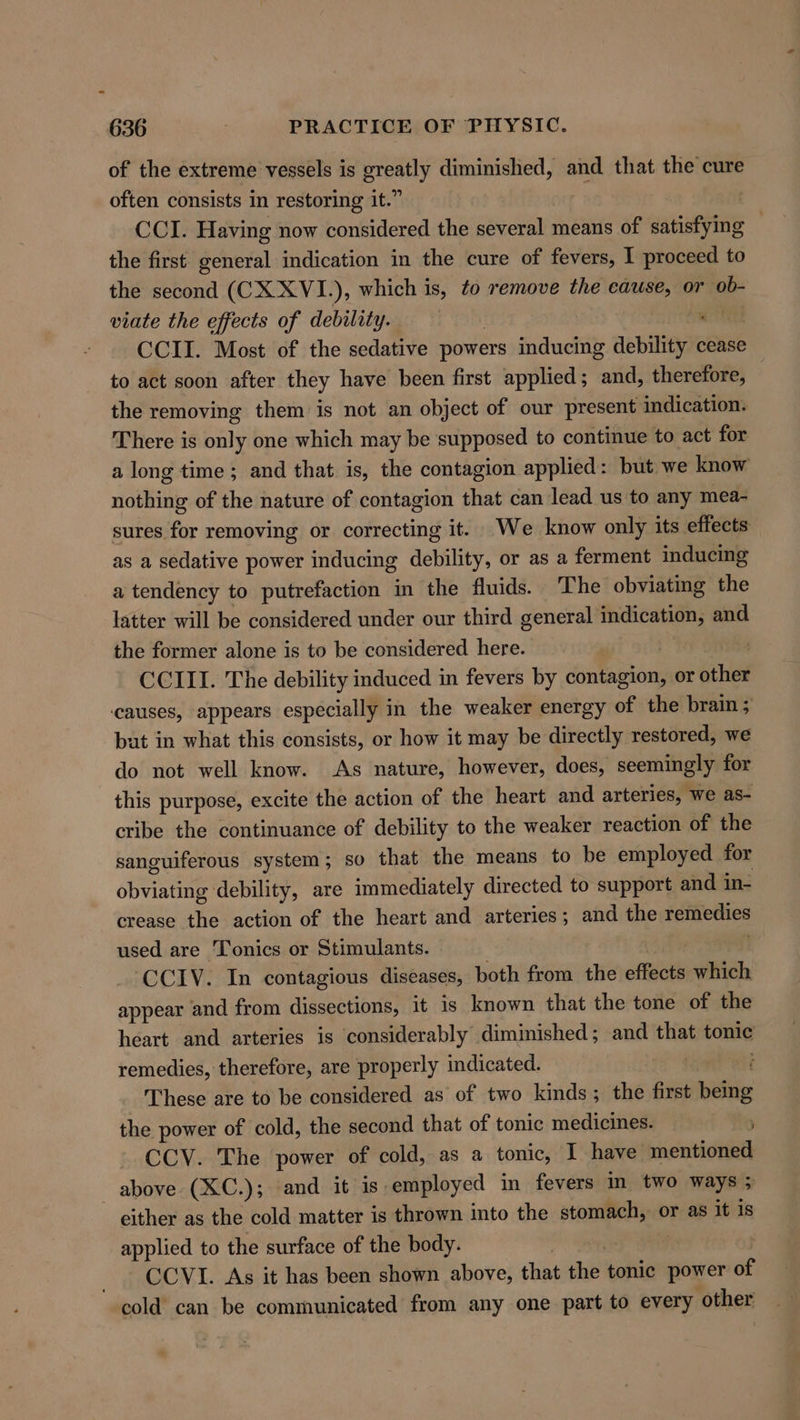 636 PRACTICE OF PHYSIC.
of the extreme vessels is greatly diminished, and that the cure
often consists in restoring it.”
CCI. Having now considered the several means of satisfying
the first general indication in the cure of fevers, I proceed to
the second (CXXVI.), which is, to remove the cause, or ob-
viate the effects of debility.
CCII. Most of the sedative powers inducing debility cease
to act soon after they have been first applied; and, therefore,
the removing them is not an object of our present indication.
There is only one which may be supposed to continue to act for
a long time; and that is, the contagion applied: but we know
nothing of the nature of contagion that can lead us to any mea-
sures for removing or correcting it. We know only its effects
as a sedative power inducing debility, or as a ferment inducing
a tendency to putrefaction in the fluids. The obviating the
latter will be considered under our third general indication, and
the former alone is to be considered here.
CCIII. The debility induced in fevers by contagion, or other
causes, appears especially in the weaker energy of the brain;
but in what this consists, or how it may be directly restored, we
do not well know. As nature, however, does, seemingly for
this purpose, excite the action of the heart and arteries, we as-
cribe the continuance of debility to the weaker reaction of the
sanguiferous system; so that the means to be employed for
obviating debility, are immediately directed to support and in-
crease the action of the heart and arteries; and the remedies
used are Tonics or Stimulants.
CCIV. In contagious diseases, both from the effects which
appear and from dissections, it is known that the tone of the
heart and arteries is considerably diminished; and that tonic
remedies, therefore, are properly indicated.
These are to be considered as of two kinds; the first being
the power of cold, the second that of tonic medicines.
CCV. The power of cold, as a tonic, I have mentioned
above (XC.); and it is employed in fevers in two ways;
either as the cold matter is thrown into the stomach, or as it is
applied to the surface of the body.
CCVI. As it has been shown above, that the tonic power of
cold can be communicated from any one part to every other